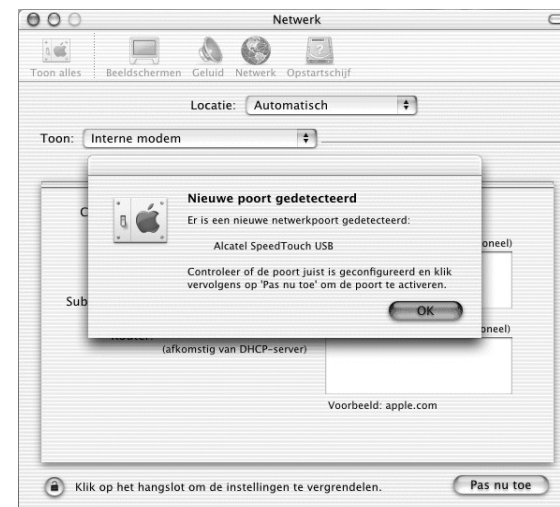 Netwerk
Toon alles Beeldschermen Geluid Netwerk Opstartschijf
Locatie: Automatisch
Toon: Interne modem
Nieuwe poort gedetecteerd
Er is een nieuwe netwerkpoort gedetecteerd:
Alcatel SpeedTouch USB
Controleer of de poort juist is geconfigureerd en klik
vervolgens op 'Pas nu toe' om de poort te activeren.
OK
C
oneel)
Sub
oneel)
(afkomstig van DHCP-server)
Voorbeeld: apple.com
Klik op het hangslot om de instellingen te vergrendelen.
Pas nu toe